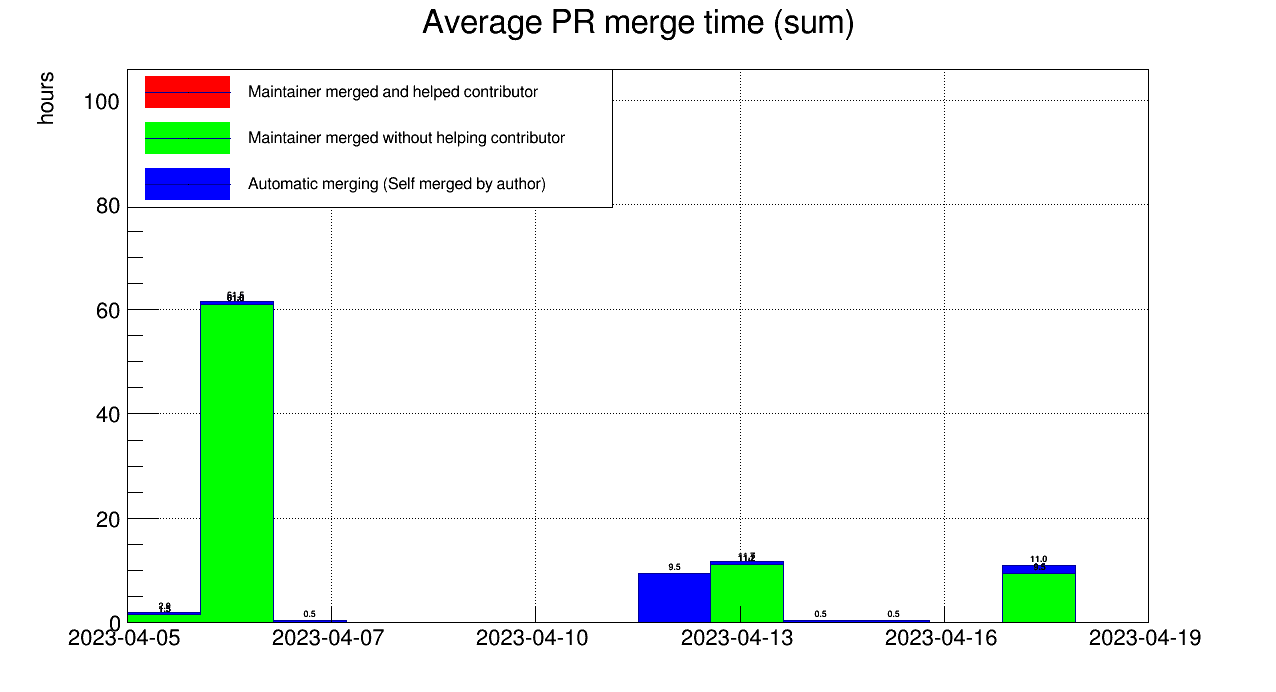 Average PR merge time (sum)
hours
Maintainer merged and helped contributor
Maintainer merged without helping contributor
Automatic merging (Self merged by author)
100
80
60
40
20
0
61.5
0.5
9.5
0.5
0.5
11.0
2023-04-05 2023-04-07 2023-04-10 2023-04-13 2023-04-16 2023-04-19